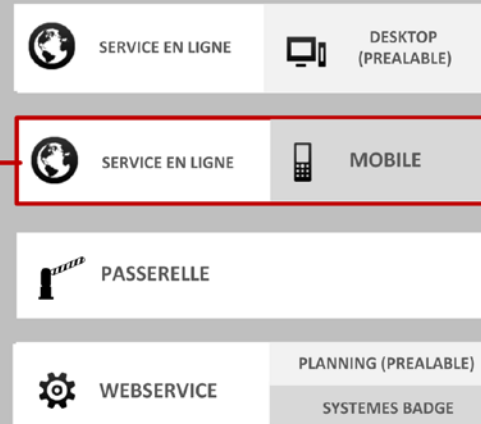 SERVICE EN LIGNE
DESKTOP
(PREALABLE)
SERVICE EN LIGNE
MOBILE
PASSERELLE
WEBSERVICE
PLANNING (PREALABLE)
SYSTEMES BADGE